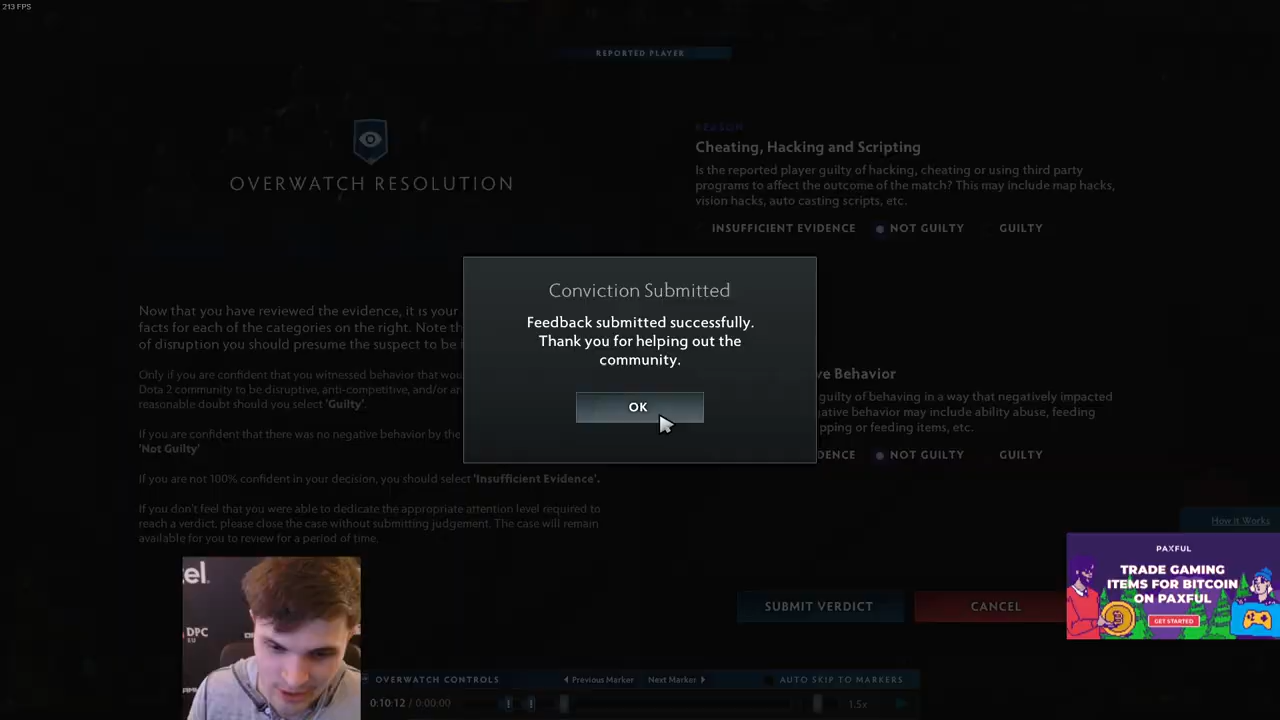 213 FPS
REPORTED PLAYER
OVERWATCH RESOLUTION
REASON
Cheating, Hacking and Scripting
Is the reported player guilty of hacking, cheating or using third party
programs to affect the outcome of the match? This may include map hacks,
vision hacks, auto casting scripts, etc.
INSUFFICIENT EVIDENCE NOT GUILTY GUILTY
Conviction Submitted
Feedback submitted successfully.
Thank you for helping out the
community.
OK
Now that you have reviewed the evidence, it is your
facts for each of the categories on the right. Note th
of disruption you should presume the suspect to be i
Only if you are confident that you witnessed behavior that wou
Dota 2 community to be disruptive, anti-competitive, and/or an
reasonable doubt should you select 'Guilty'.
If you are confident that there was no negative behavior by the
'Not Guilty'
If you are not 100% confident in your decision, you should select 'Insufficient Evidence'.
If you don't feel that you were able to dedicate the appropriate attention level required to
reach a verdict, please close the case without submitting judgement. The case will remain
available for you to review for a period of time.
ve Behavior
guilty of behaving in a way that negatively impacted
ative behavior may include ability abuse, feeding
pping or feeding items, etc.
DENCE NOT GUILTY GUILTY
How it Works
PAXFUL
TRADE GAMING
ITEMS FOR BITCOIN
ON PAXFUL
GET STARTED
SUBMIT VERDICT CANCEL
el.
DPC
EU
OVERWATCH CONTROLS Previous Marker Next Marker AUTO SKIP TO MARKERS
0:10:12 / 0:00:00 1.5x